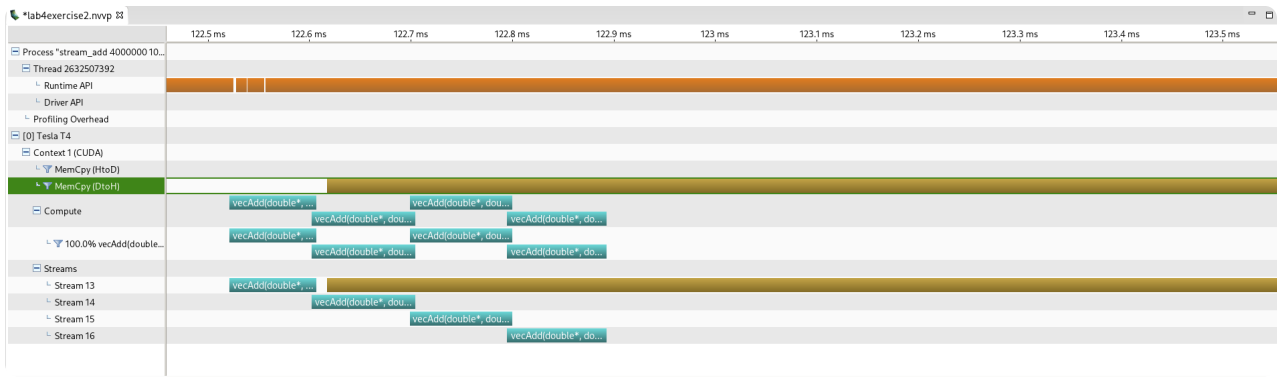 *lab4exercise2.nvvp
122.5 ms 122.6 ms 122.7 ms 122.8 ms 122.9 ms 123 ms 123.1 ms 123.2 ms 123.3 ms 123.4 ms 123.5 ms
Process "stream_add 4000000 10...
Thread 2632507392
Runtime API
Driver API
Profiling Overhead
[0] Tesla T4
Context 1 (CUDA)
MemCpy (HtoD)
MemCpy (DtoH)
vecAdd(double*, ... vecAdd(double*, dou...
Compute
vecAdd(double*, dou... vecAdd(double*, do...
vecAdd(double*, ... vecAdd(double*, dou...
100.0% vecAdd(double...
vecAdd(double*, dou... vecAdd(double*, do...
Streams
Stream 13 vecAdd(double*, ...
Stream 14 vecAdd(double*, dou...
Stream 15 vecAdd(double*, dou...
Stream 16 vecAdd(double*, do...